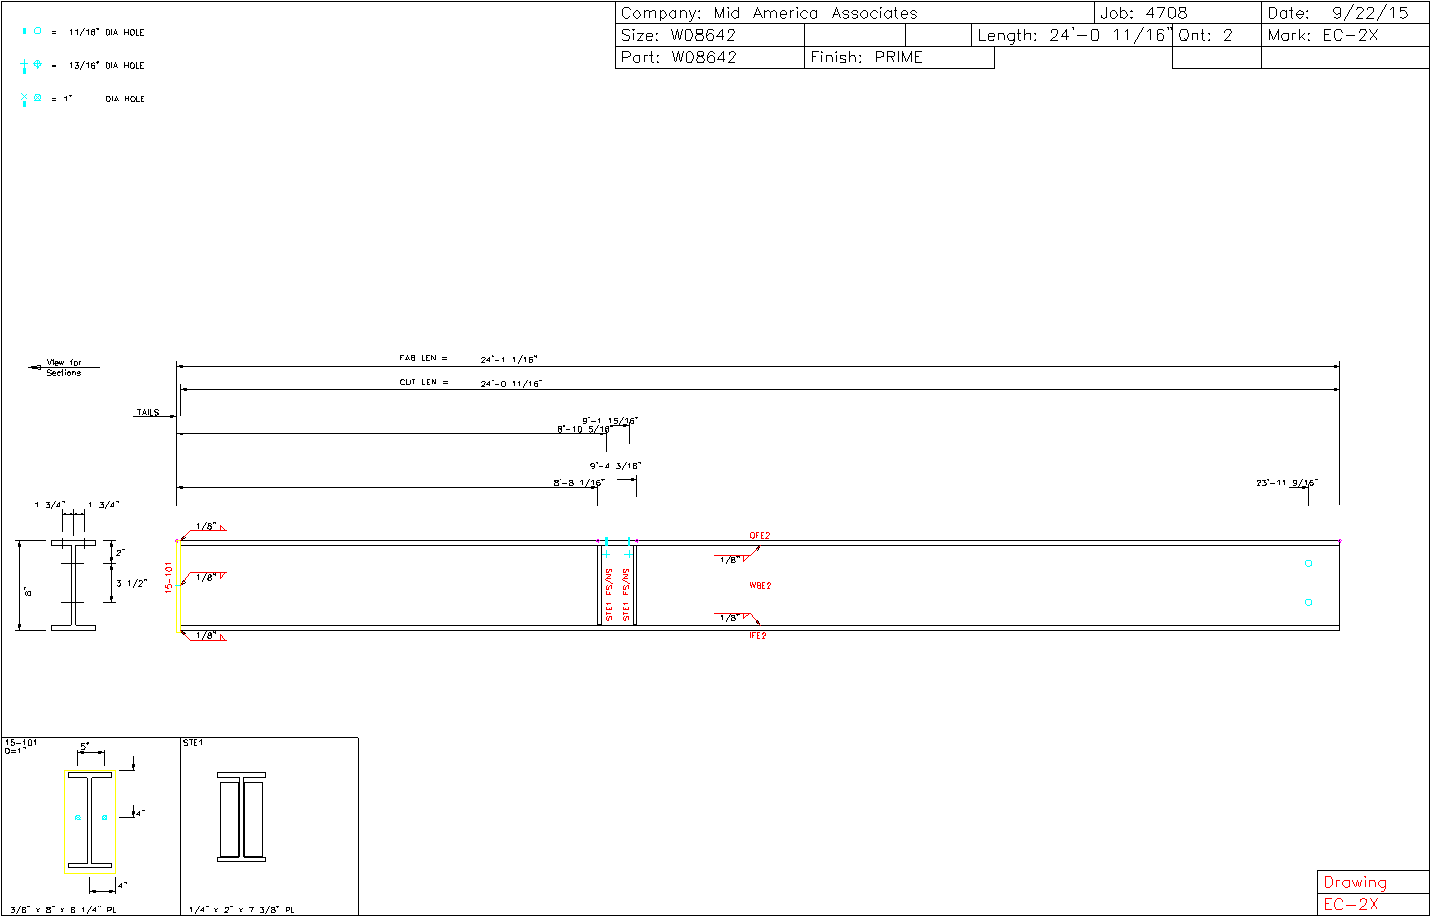 Company: Mid America Associates
Job: 4708
Date: 9/22/15
Size: W08642
Length: 24'-0 11/16"
Qnt: 2
Mark: EC-2X
Part: W08642
Finish: PRIME
= 11/16" DIA HOLE
= 13/16" DIA HOLE
= 1" DIA HOLE
View for
Sections
FAB LEN = 24'-1 1/16"
CUT LEN = 24'-0 11/16"
TAILS
9'-1 15/16"
8'-10 5/16"
9'-4 3/16"
8'-8 1/16"
23'-11 9/16"
1 3/4"
1 3/4"
1/8"
OFE2
2"
1/8"
15-101
1/8"
3 1/2"
8"
STE1 FS/NS
STE1 FS/NS
WBE2
1/8"
1/8"
IFE2
15-101
D=1"
5"
4"
4"
STE1
3/8" x 8" x 8 1/4" PL
1/4" x 2" x 7 3/8" PL
Drawing
EC-2X